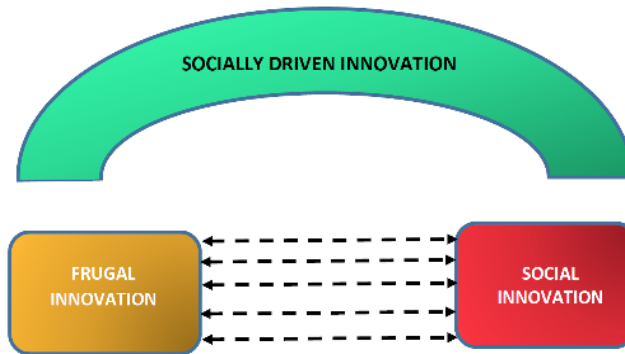 SOCIALLY DRIVEN INNOVATION
FRUGAL
INNOVATION
SOCIAL
INNOVATION